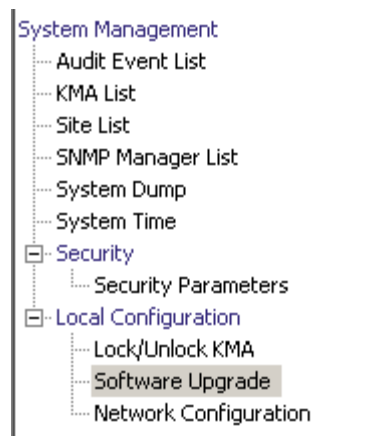 System Management
Audit Event List
KMA List
Site List
SNMP Manager List
System Dump
System Time
Security
Security Parameters
Local Configuration
Lock/Unlock KMA
Software Upgrade
Network Configuration